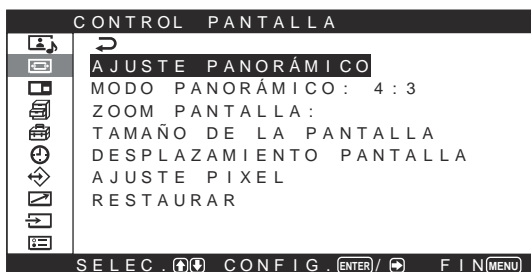 CONTROL PANTALLA
AJUSTE PANORÁMICO
MODO PANORÁMICO: 4:3
ZOOM PANTALLA:
TAMAÑO DE LA PANTALLA
DESPLAZAMIENTO PANTALLA
AJUSTE PIXEL
RESTAURAR
SELEC. CONFIG. ENTER / FIN MENU